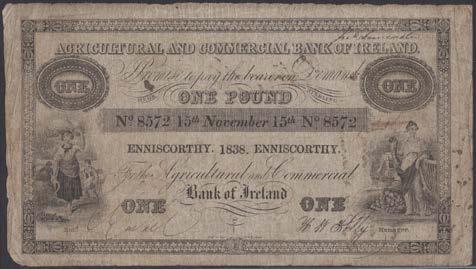 AGRICULTURAL AND COMMERCIAL BANK OF IRELAND.
Promise to pay the bearer on Demand
ONE ONE
HERE STERLING
ONE POUND
No 8572 15th November 15th No 8572
ENNISCORTHY. 1838. ENNISCORTHY.
For the Agricultural and Commercial
Bank of Ireland
ONE ONE
Manager.